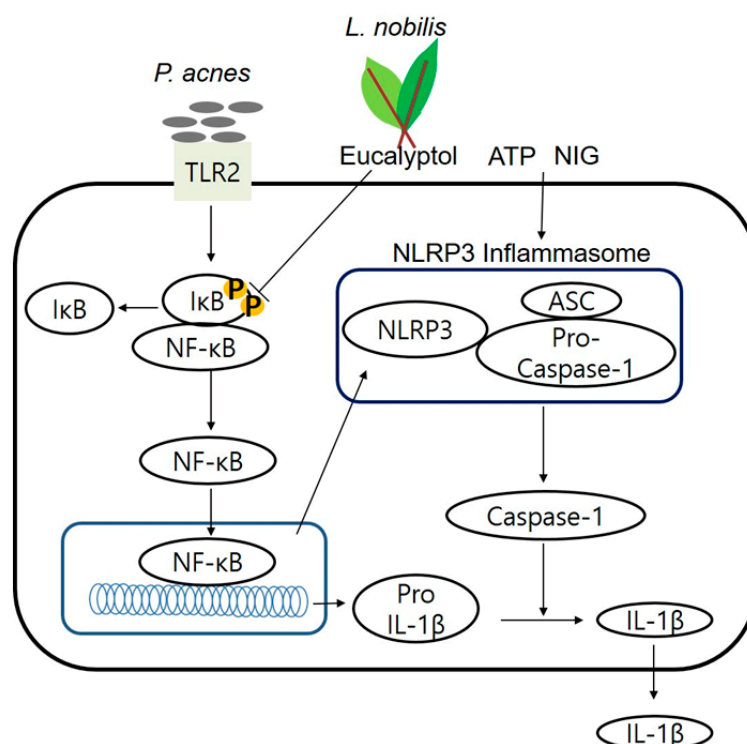 L. nobilis
P. acnes
TLR2
Eucalyptol
ATP NIG
NLRP3 Inflammasome
IκB
IκB
P
P
NF-κB
NLRP3
ASC
Pro-
Caspase-1
NF-κB
Caspase-1
NF-κB
Pro
IL-1β
IL-1β
IL-1β